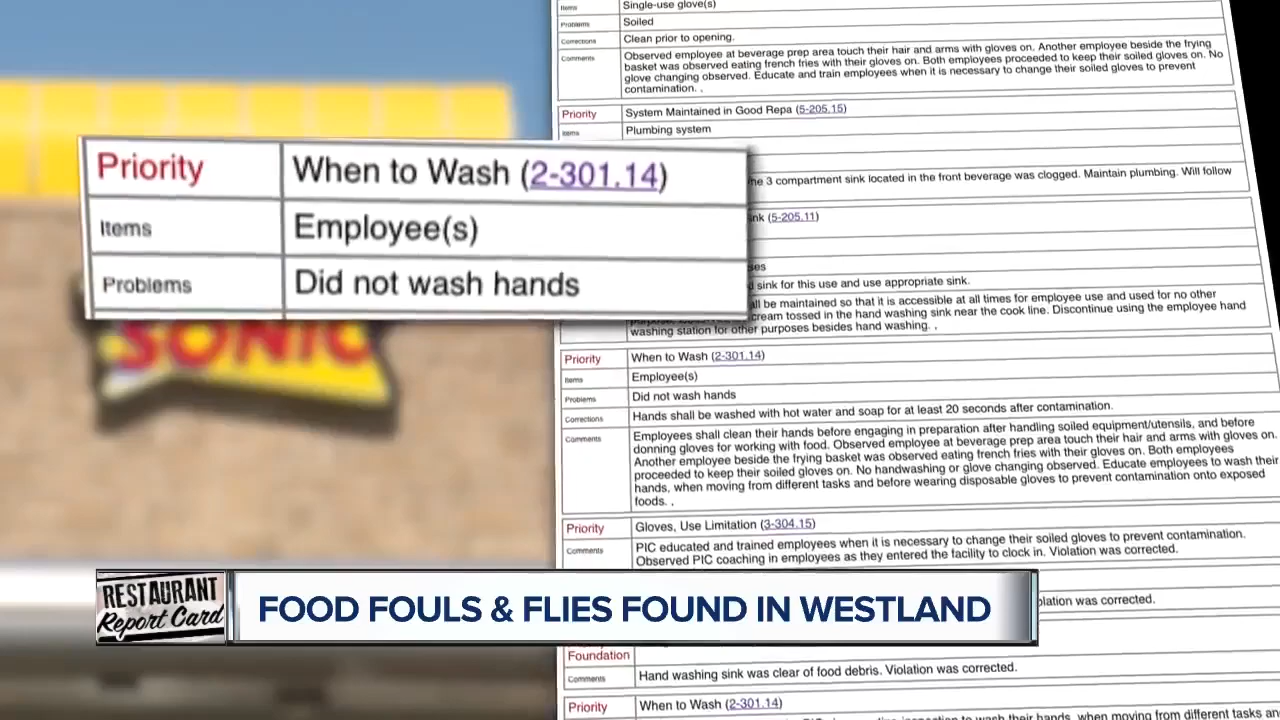 Items Single-use glove(s)
Problems Soiled
Corrections Clean prior to opening.
Comments Observed employee at beverage prep area touch their hair and arms with gloves on. Another employee beside the frying
basket was observed eating french fries with their gloves on. Both employees proceeded to keep their soiled gloves on. No
glove changing observed. Educate and train employees when it is necessary to change their soiled gloves to prevent
contamination. .
Priority System Maintained in Good Repa (5-205.15)
Items Plumbing system
Priority When to Wash (2-301.14)
Items Employee(s)
Problems Did not wash hands
3 compartment sink located in the front beverage was clogged. Maintain plumbing. Will follow
(5-205.11)
sink for this use and use appropriate sink.
be maintained so that it is accessible at all times for employee use and used for no other
cream tossed in the hand washing sink near the cook line. Discontinue using the employee hand
washing station for other purposes besides hand washing. .
SONIC
Priority When to Wash (2-301.14)
Items Employee(s)
Problems Did not wash hands
Corrections Hands shall be washed with hot water and soap for at least 20 seconds after contamination.
Comments Employees shall clean their hands before engaging in preparation after handling soiled equipment/utensils, and before
donning gloves for working with food. Observed employee at beverage prep area touch their hair and arms with gloves on.
Another employee beside the frying basket was observed eating french fries with their gloves on. Both employees
proceeded to keep their soiled gloves on. No handwashing or glove changing observed. Educate employees to wash their
hands, when moving from different tasks and before wearing disposable gloves to prevent contamination onto exposed
foods. .
Priority Gloves, Use Limitation (3-304.15)
Comments PIC educated and trained employees when it is necessary to change their soiled gloves to prevent contamination.
Observed PIC coaching in employees as they entered the facility to clock in. Violation was corrected.
was corrected.
RESTAURANT
Report Card
FOOD FOULS & FLIES FOUND IN WESTLAND
Foundation
Comments Hand washing sink was clear of food debris. Violation was corrected.
Priority When to Wash (2-301.14)